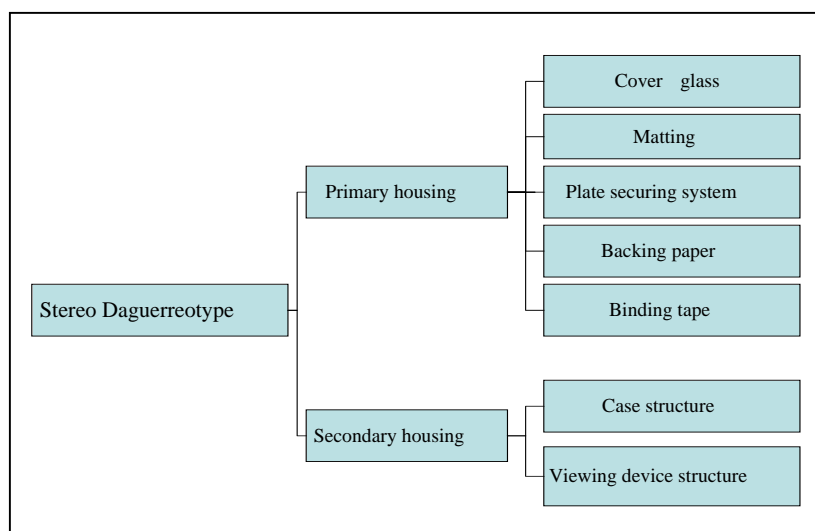 Stereo Daguerreotype
Primary housing
Cover glass
Matting
Plate securing system
Backing paper
Binding tape
Secondary housing
Case structure
Viewing device structure